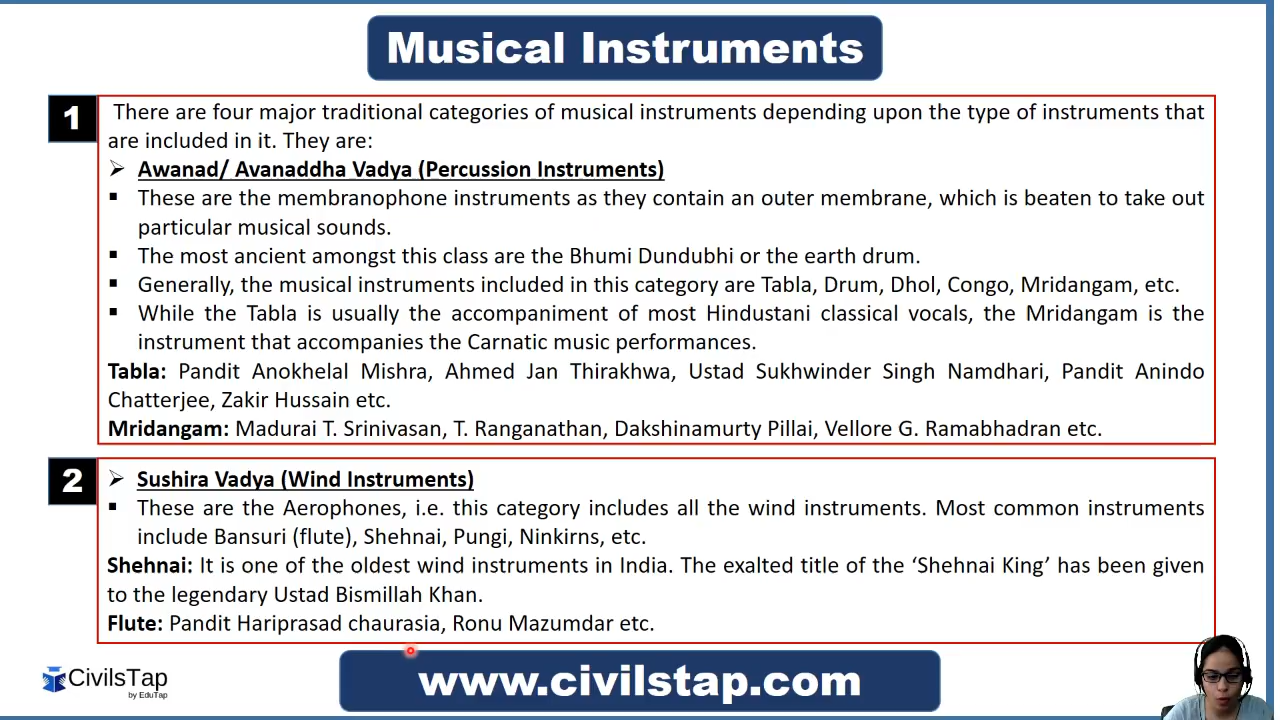 Musical Instruments
1
There are four major traditional categories of musical instruments depending upon the type of instruments that
are included in it. They are:
➢ Awanad/ Avanaddha Vadya (Percussion Instruments)
▪ These are the membranophone instruments as they contain an outer membrane, which is beaten to take out
particular musical sounds.
▪ The most ancient amongst this class are the Bhumi Dundubhi or the earth drum.
▪ Generally, the musical instruments included in this category are Tabla, Drum, Dhol, Congo, Mridangam, etc.
▪ While the Tabla is usually the accompaniment of most Hindustani classical vocals, the Mridangam is the
instrument that accompanies the Carnatic music performances.
Tabla: Pandit Anokhelal Mishra, Ahmed Jan Thirakhwa, Ustad Sukhwinder Singh Namdhari, Pandit Anindo
Chatterjee, Zakir Hussain etc.
Mridangam: Madurai T. Srinivasan, T. Ranganathan, Dakshinamurty Pillai, Vellore G. Ramabhadran etc.
2
➢ Sushira Vadya (Wind Instruments)
▪ These are the Aerophones, i.e. this category includes all the wind instruments. Most common instruments
include Bansuri (flute), Shehnai, Pungi, Ninkirns, etc.
Shehnai: It is one of the oldest wind instruments in India. The exalted title of the ‘Shehnai King’ has been given
to the legendary Ustad Bismillah Khan.
Flute: Pandit Hariprasad chaurasia, Ronu Mazumdar etc.
CivilsTap
by EduTap
www.civilstap.com